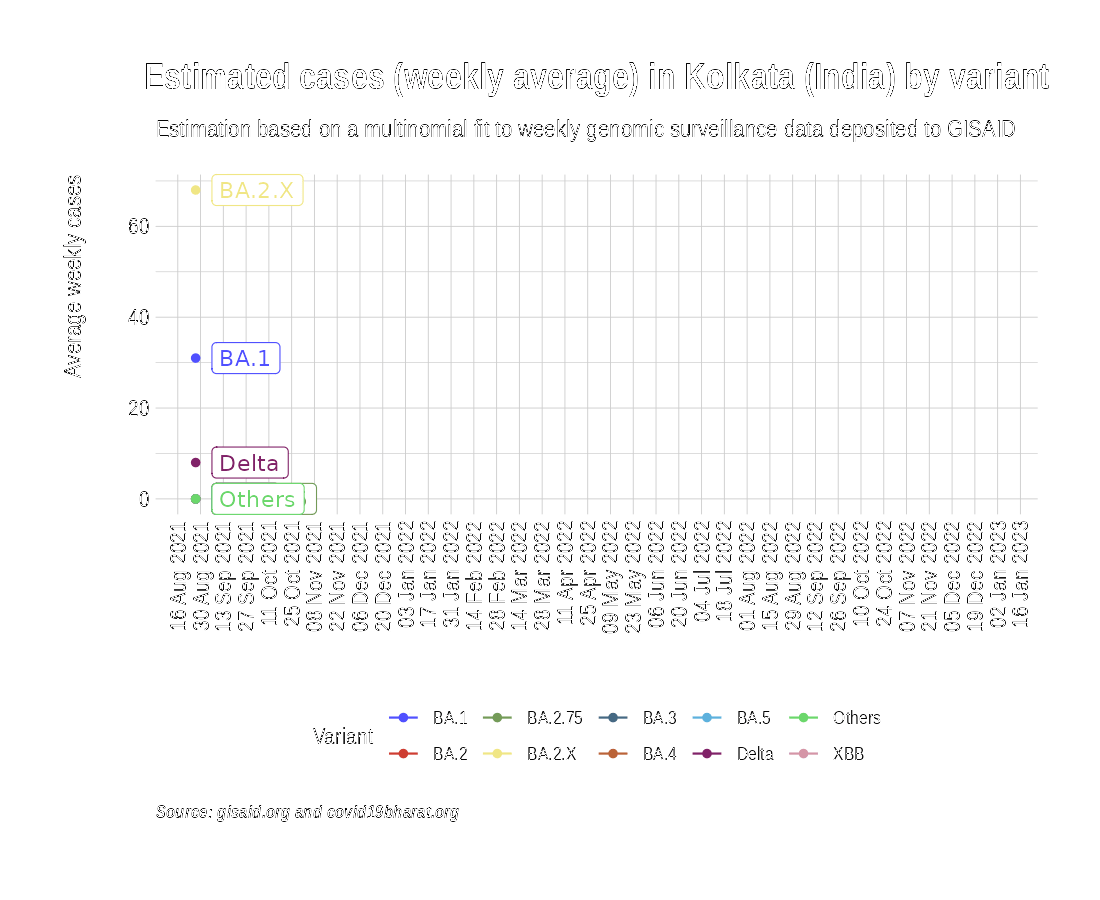 Estimated cases (weekly average) in Kolkata (India) by variant
Estimation based on a multinomial fit to weekly genomic surveillance data deposited to GISAID
Average weekly cases
60
40
20
0
BA.2.X
BA.1
Delta
Others
16 Aug 2021
30 Aug 2021
13 Sep 2021
27 Sep 2021
11 Oct 2021
25 Oct 2021
08 Nov 2021
22 Nov 2021
06 Dec 2021
20 Dec 2021
03 Jan 2022
17 Jan 2022
31 Jan 2022
14 Feb 2022
28 Feb 2022
14 Mar 2022
28 Mar 2022
11 Apr 2022
25 Apr 2022
09 May 2022
23 May 2022
06 Jun 2022
20 Jun 2022
04 Jul 2022
18 Jul 2022
01 Aug 2022
15 Aug 2022
29 Aug 2022
12 Sep 2022
26 Sep 2022
10 Oct 2022
24 Oct 2022
07 Nov 2022
21 Nov 2022
05 Dec 2022
19 Dec 2022
02 Jan 2023
16 Jan 2023
Variant
BA.1 BA.2.75 BA.3 BA.5 Others
BA.2 BA.2.X BA.4 Delta XBB
Source: gisaid.org and covid19bharat.org